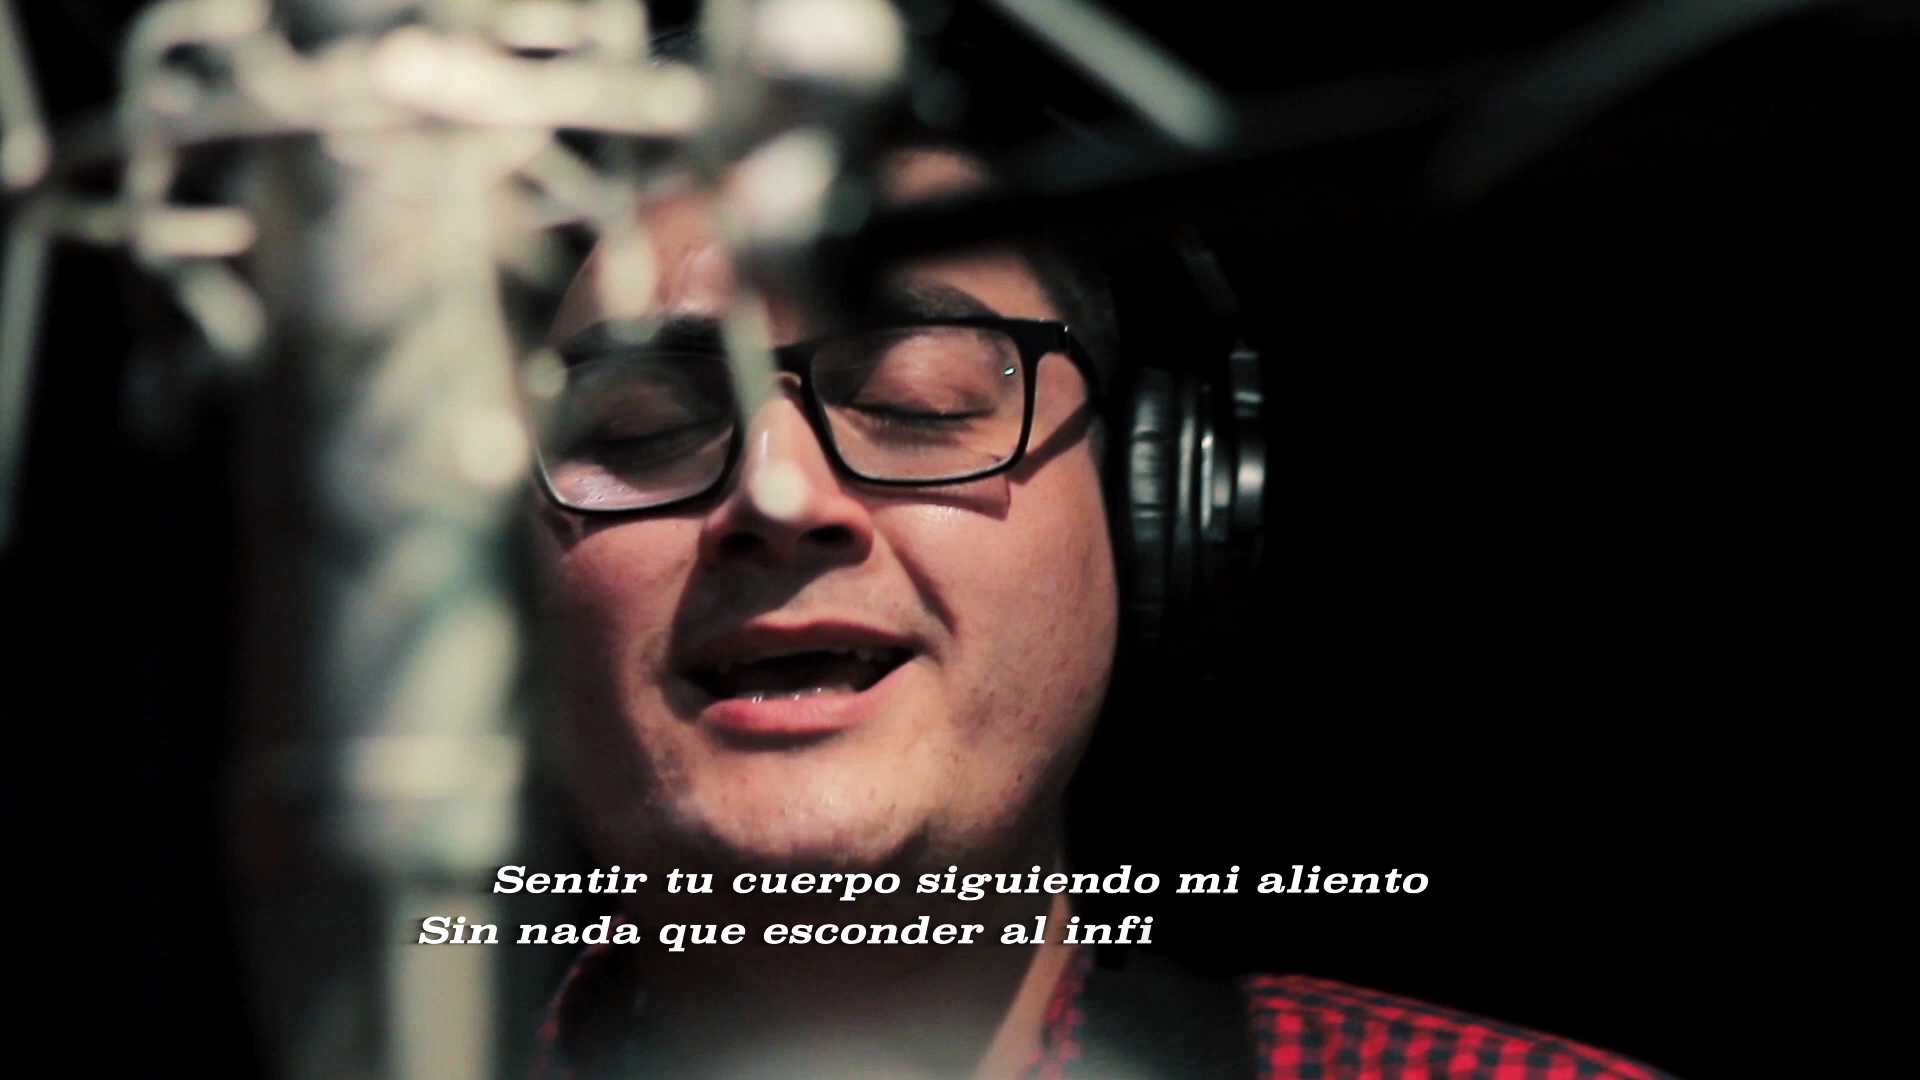 Sentir tu cuerpo siguiendo mi aliento
Sin nada que esconder al infi